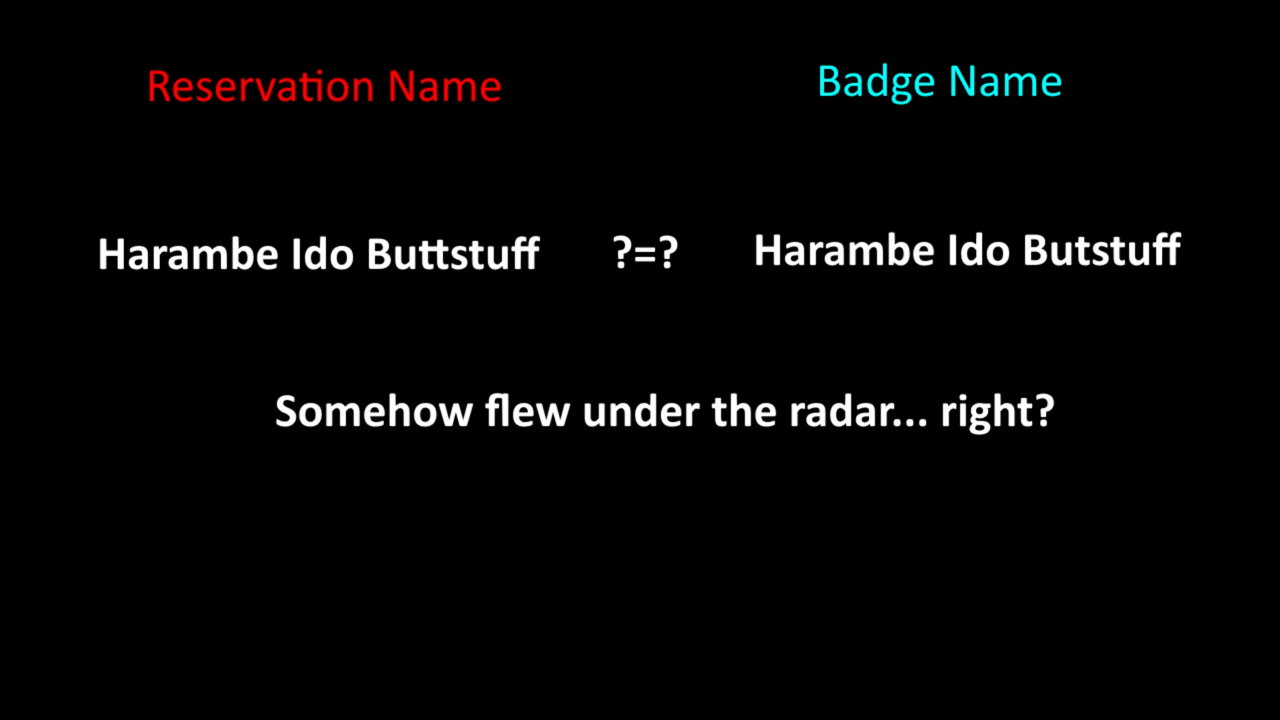 Reservation Name
Badge Name
Harambe Ido Buttstuff ?=? Harambe Ido Butstuff
Somehow flew under the radar... right?